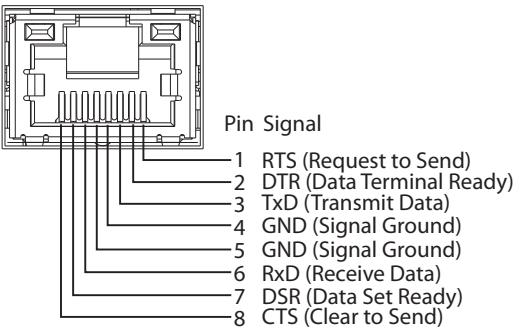 Pin Signal
1 RTS (Request to Send)
2 DTR (Data Terminal Ready)
3 TxD (Transmit Data)
4 GND (Signal Ground)
5 GND (Signal Ground)
6 RxD (Receive Data)
7 DSR (Data Set Ready)
8 CTS (Clear to Send)